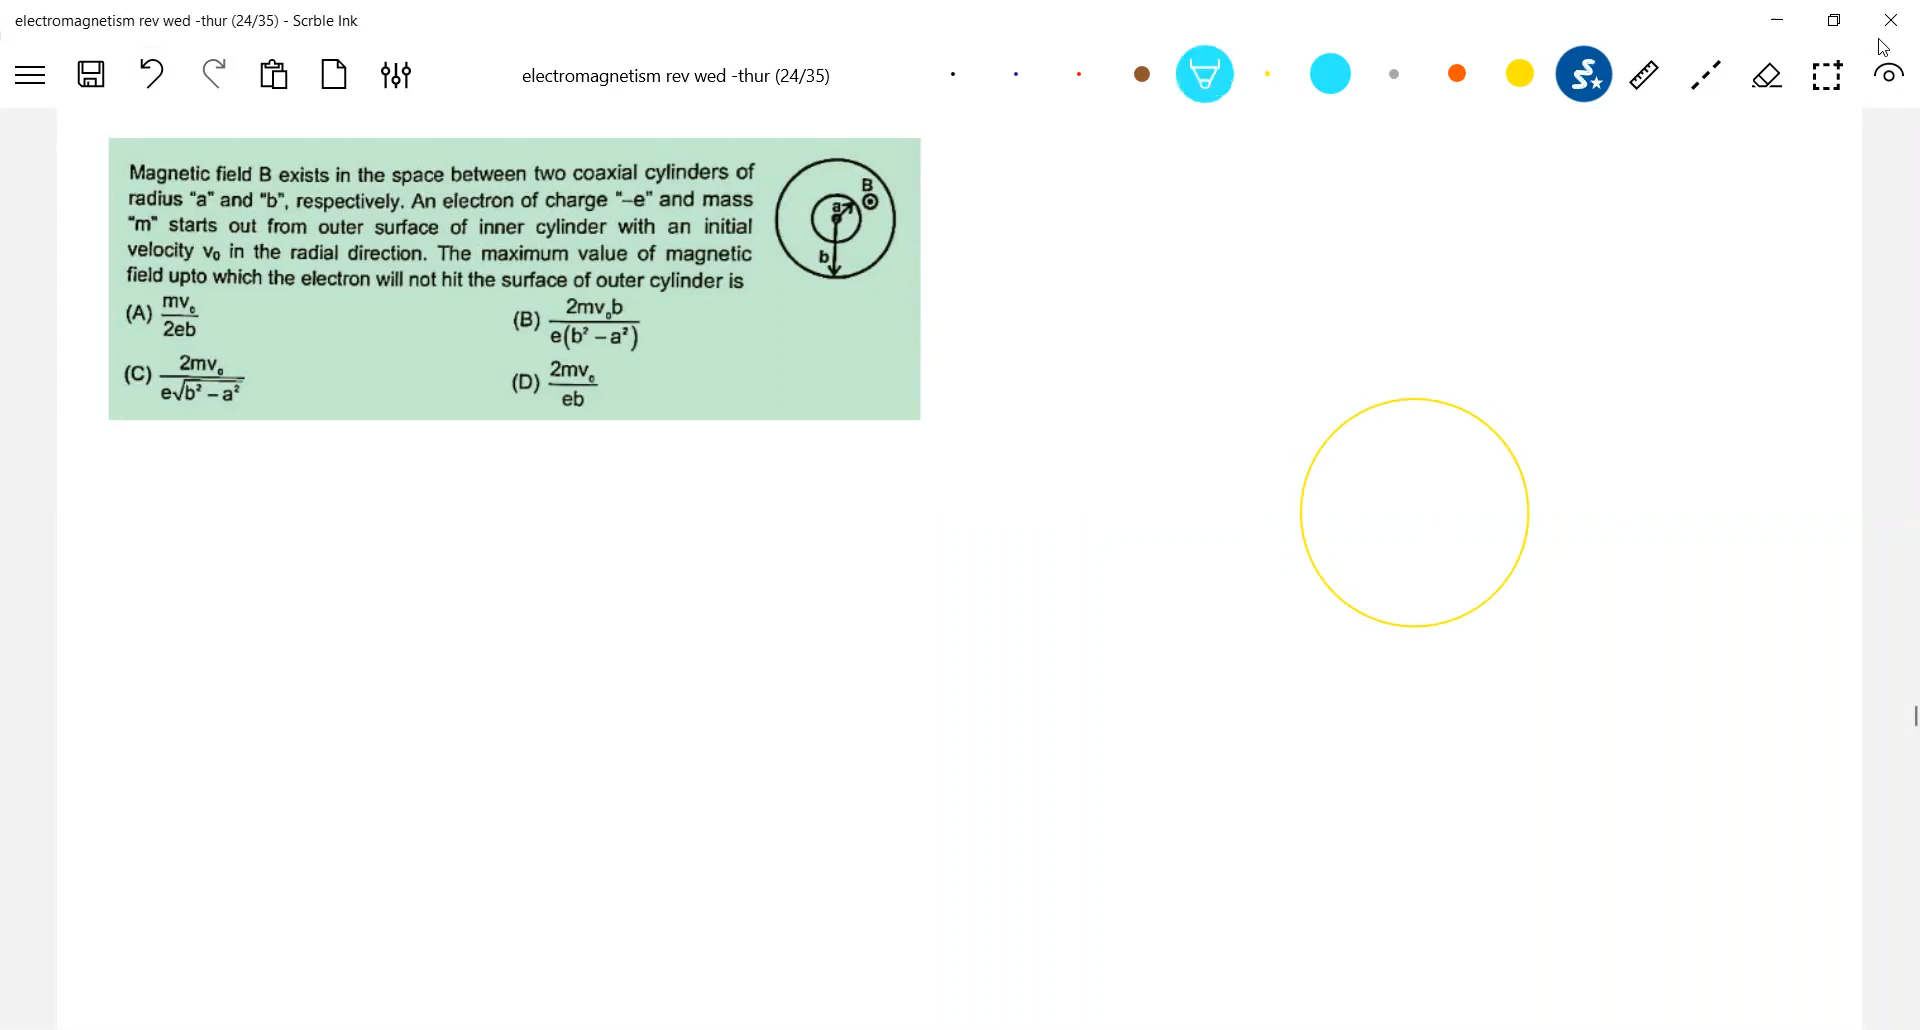 electromagnetism rev wed -thur (24/35) - Scrble Ink
electromagnetism rev wed -thur (24/35)
Magnetic field B exists in the space between two coaxial cylinders of
radius “a” and “b”, respectively. An electron of charge “–e” and mass
“m” starts out from outer surface of inner cylinder with an initial
velocity v₀ in the radial direction. The maximum value of magnetic
field upto which the electron will not hit the surface of outer cylinder is
B
a
b
(A) mv₀ / 2eb
(B) 2mv₀b / e(b² – a²)
(C) 2mv₀ / e√b² – a²
(D) 2mv₀ / eb